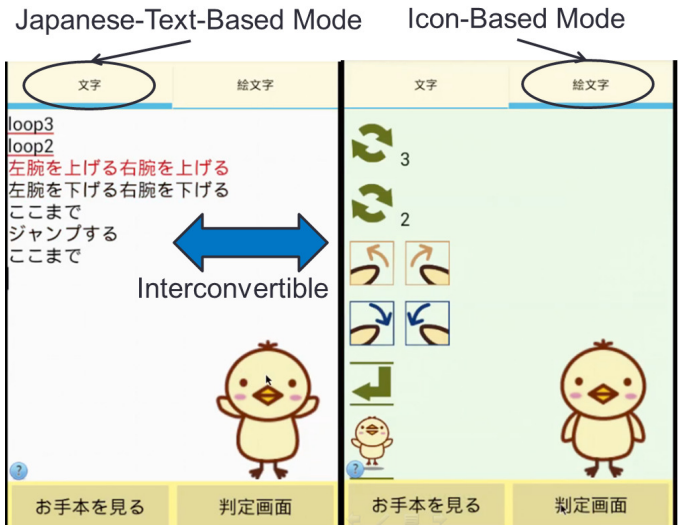 Japanese-Text-Based Mode
Icon-Based Mode
文字
絵文字
文字
絵文字
loop3
loop2
左腕を上げる右腕を上げる
左腕を下げる右腕を下げる
ここまで
ジャンプする
ここまで
Interconvertible
3
2
?
?
お手本を見る
判定画面
お手本を見る
判定画面